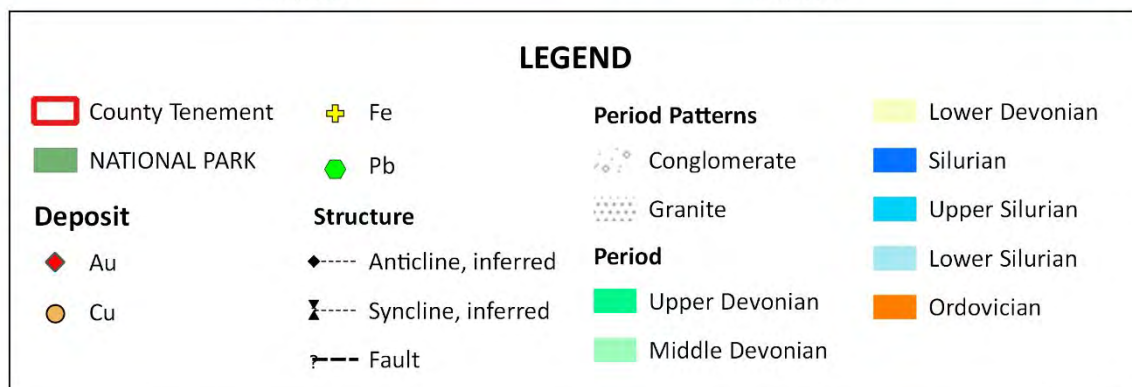 LEGEND
County Tenement
NATIONAL PARK
Deposit
Au
Cu
Fe
Pb
Structure
Anticline, inferred
Syncline, inferred
? Fault
Period Patterns
Conglomerate
Granite
Period
Upper Devonian
Middle Devonian
Lower Devonian
Silurian
Upper Silurian
Lower Silurian
Ordovician